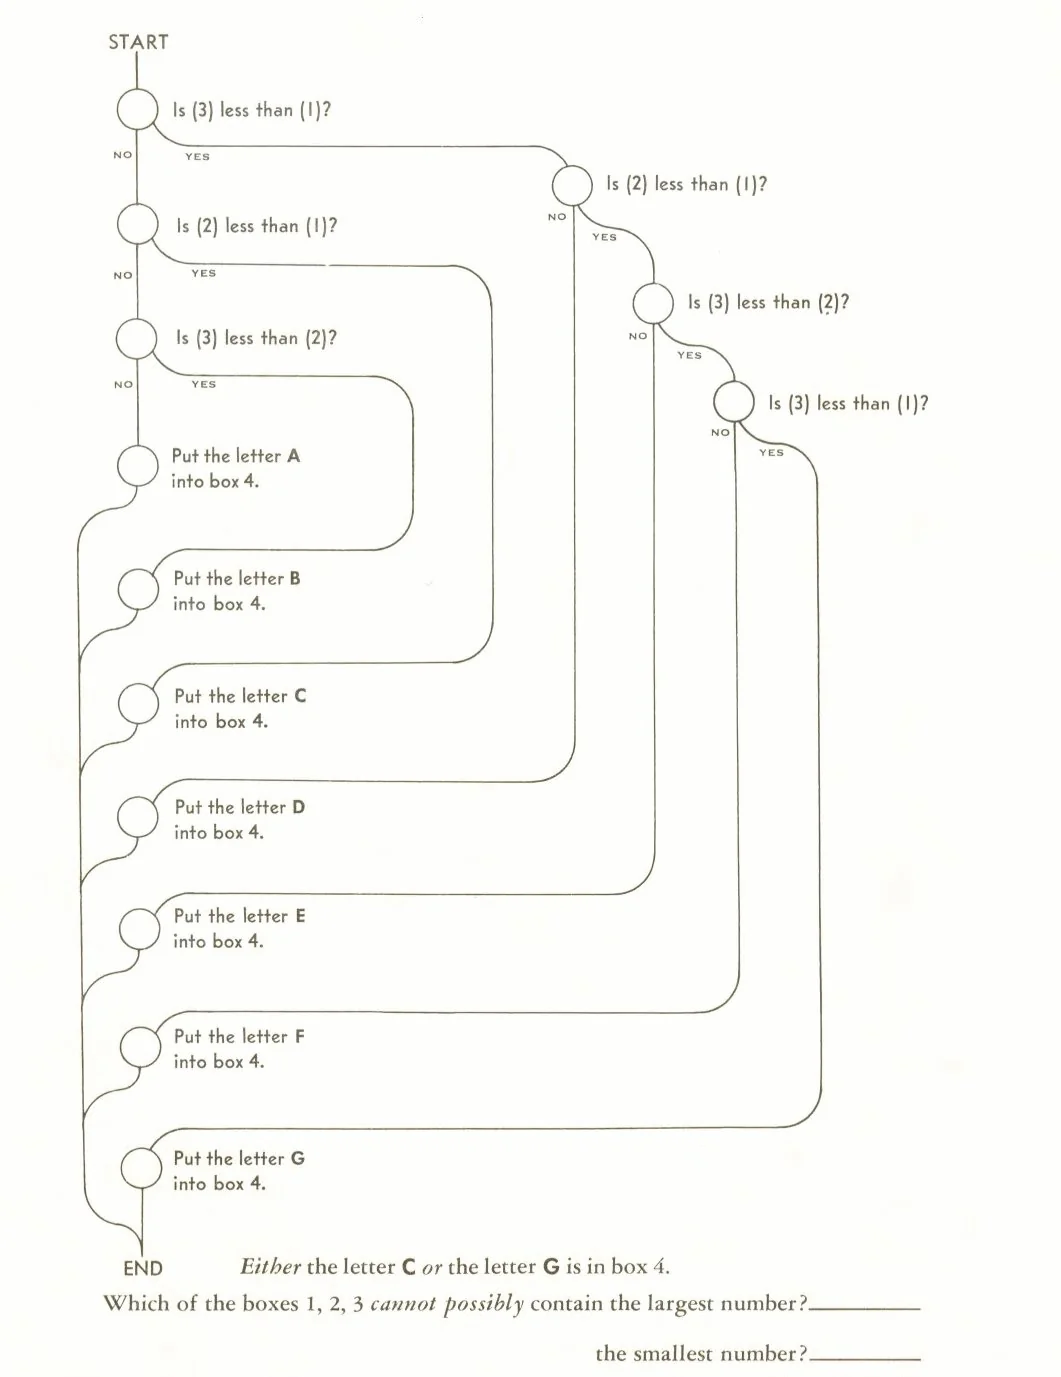 START
Is (3) less than (1)?
NO
YES
Is (2) less than (1)?
NO
YES
Is (2) less than (1)?
NO
YES
Is (3) less than (2)?
NO
YES
Is (3) less than (2)?
NO
YES
Is (3) less than (1)?
NO
YES
Put the letter A
into box 4.
Put the letter B
into box 4.
Put the letter C
into box 4.
Put the letter D
into box 4.
Put the letter E
into box 4.
Put the letter F
into box 4.
Put the letter G
into box 4.
END
Either the letter C or the letter G is in box 4.
Which of the boxes 1, 2, 3 cannot possibly contain the largest number?
the smallest number?